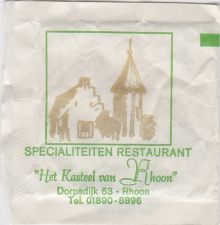 SPECIALITEITEN RESTAURANT
"Het Kasteel van Rhoon"
Dorpsdijk 63 - Rhoon
Tel. 01890-8896